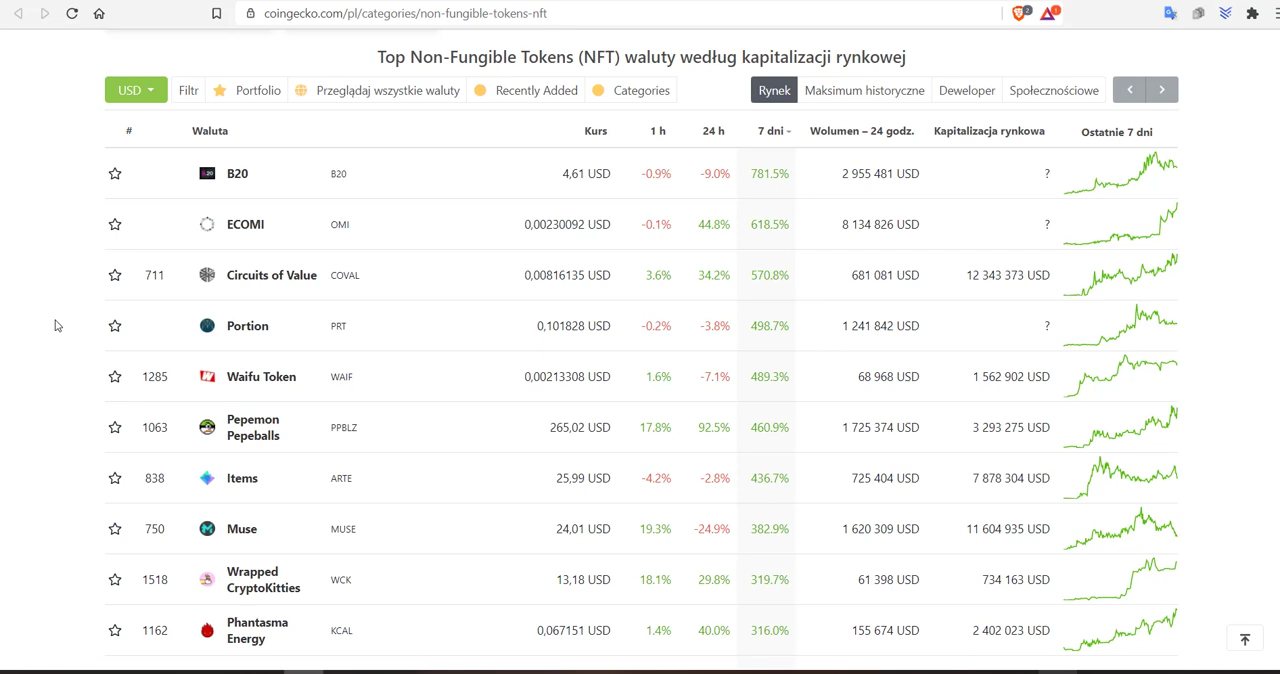 coingecko.com/pl/categories/non-fungible-tokens-nft
2
1
Top Non-Fungible Tokens (NFT) waluty według kapitalizacji rynkowej
USD Filtr Portfolio Przeglądaj wszystkie waluty Recently Added Categories Rynek Maksimum historyczne Deweloper Społecznościowe
# Waluta Kurs 1 h 24 h 7 dni Wolumen – 24 godz. Kapitalizacja rynkowa Ostatnie 7 dni
B20 B20 4,61 USD -0.9% -9.0% 781.5% 2 955 481 USD ?
ECOMI OMI 0,00230092 USD -0.1% 44.8% 618.5% 8 134 826 USD ?
711 Circuits of Value COVAL 0,00816135 USD 3.6% 34.2% 570.8% 681 081 USD 12 343 373 USD
Portion PRT 0,101828 USD -0.2% -3.8% 498.7% 1 241 842 USD ?
1285 Waifu Token WAIF 0,00213308 USD 1.6% -7.1% 489.3% 68 968 USD 1 562 902 USD
1063 Pepemon Pepeballs PPBLZ 265,02 USD 17.8% 92.5% 460.9% 1 725 374 USD 3 293 275 USD
838 Items ARTE 25,99 USD -4.2% -2.8% 436.7% 725 404 USD 7 878 304 USD
750 Muse MUSE 24,01 USD 19.3% -24.9% 382.9% 1 620 309 USD 11 604 935 USD
1518 Wrapped CryptoKitties WCK 13,18 USD 18.1% 29.8% 319.7% 61 398 USD 734 163 USD
1162 Phantasma Energy KCAL 0,067151 USD 1.4% 40.0% 316.0% 155 674 USD 2 402 023 USD